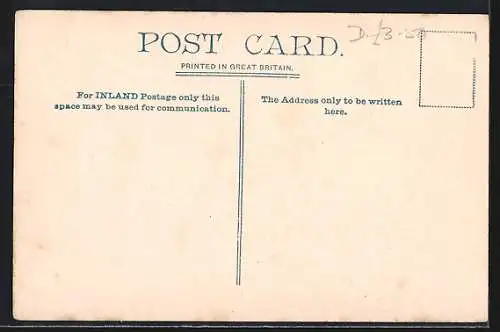 POST CARD.
PRINTED IN GREAT BRITAIN.
For INLAND Postage only this
space may be used for communication.
The Address only to be written
here.